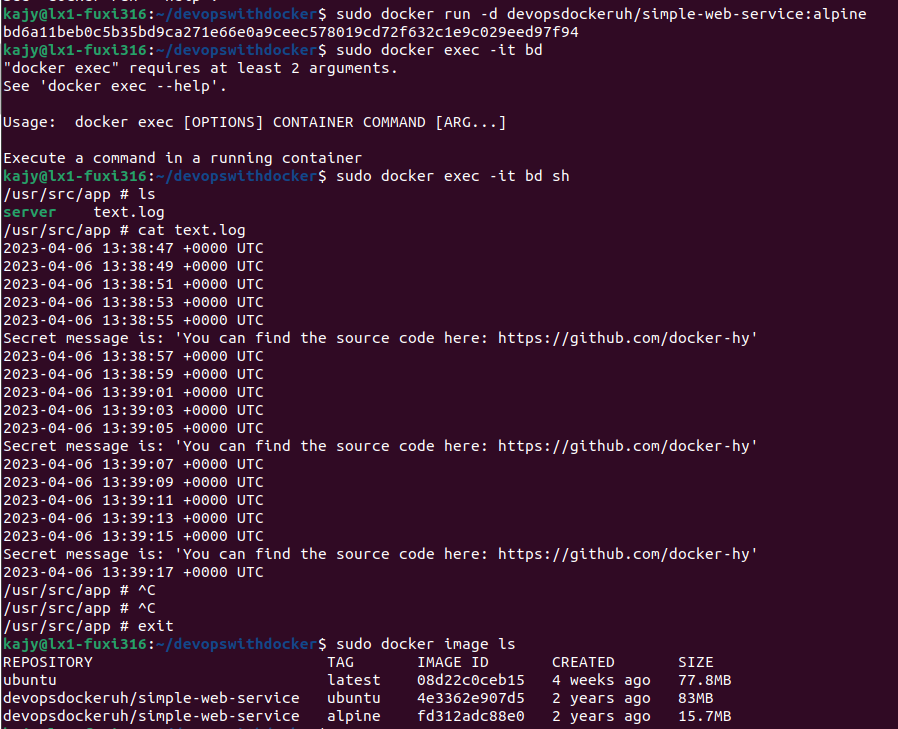 kajy@lx1-fuxi316:~/devopswithdocker$ sudo docker run -d devopsdockeruh/simple-web-service:alpine
bd6a11beb0c5b35bd9ca271e66e0a9ceec578019cd72f632c1e9c029eed97f94
kajy@lx1-fuxi316:~/devopswithdocker$ sudo docker exec -it bd
"docker exec" requires at least 2 arguments.
See 'docker exec --help'.
Usage:  docker exec [OPTIONS] CONTAINER COMMAND [ARG...]
Execute a command in a running container
kajy@lx1-fuxi316:~/devopswithdocker$ sudo docker exec -it bd sh
/usr/src/app # ls
server    text.log
/usr/src/app # cat text.log
2023-04-06 13:38:47 +0000 UTC
2023-04-06 13:38:49 +0000 UTC
2023-04-06 13:38:51 +0000 UTC
2023-04-06 13:38:53 +0000 UTC
2023-04-06 13:38:55 +0000 UTC
Secret message is: 'You can find the source code here: https://github.com/docker-hy'
2023-04-06 13:38:57 +0000 UTC
2023-04-06 13:38:59 +0000 UTC
2023-04-06 13:39:01 +0000 UTC
2023-04-06 13:39:03 +0000 UTC
2023-04-06 13:39:05 +0000 UTC
Secret message is: 'You can find the source code here: https://github.com/docker-hy'
2023-04-06 13:39:07 +0000 UTC
2023-04-06 13:39:09 +0000 UTC
2023-04-06 13:39:11 +0000 UTC
2023-04-06 13:39:13 +0000 UTC
2023-04-06 13:39:15 +0000 UTC
Secret message is: 'You can find the source code here: https://github.com/docker-hy'
2023-04-06 13:39:17 +0000 UTC
/usr/src/app # ^C
/usr/src/app # ^C
/usr/src/app # exit
kajy@lx1-fuxi316:~/devopswithdocker$ sudo docker image ls
REPOSITORY                          TAG       IMAGE ID       CREATED       SIZE
ubuntu                              latest    08d22c0ceb15   4 weeks ago   77.8MB
devopsdockeruh/simple-web-service   ubuntu    4e3362e907d5   2 years ago   83MB
devopsdockeruh/simple-web-service   alpine    fd312adc88e0   2 years ago   15.7MB